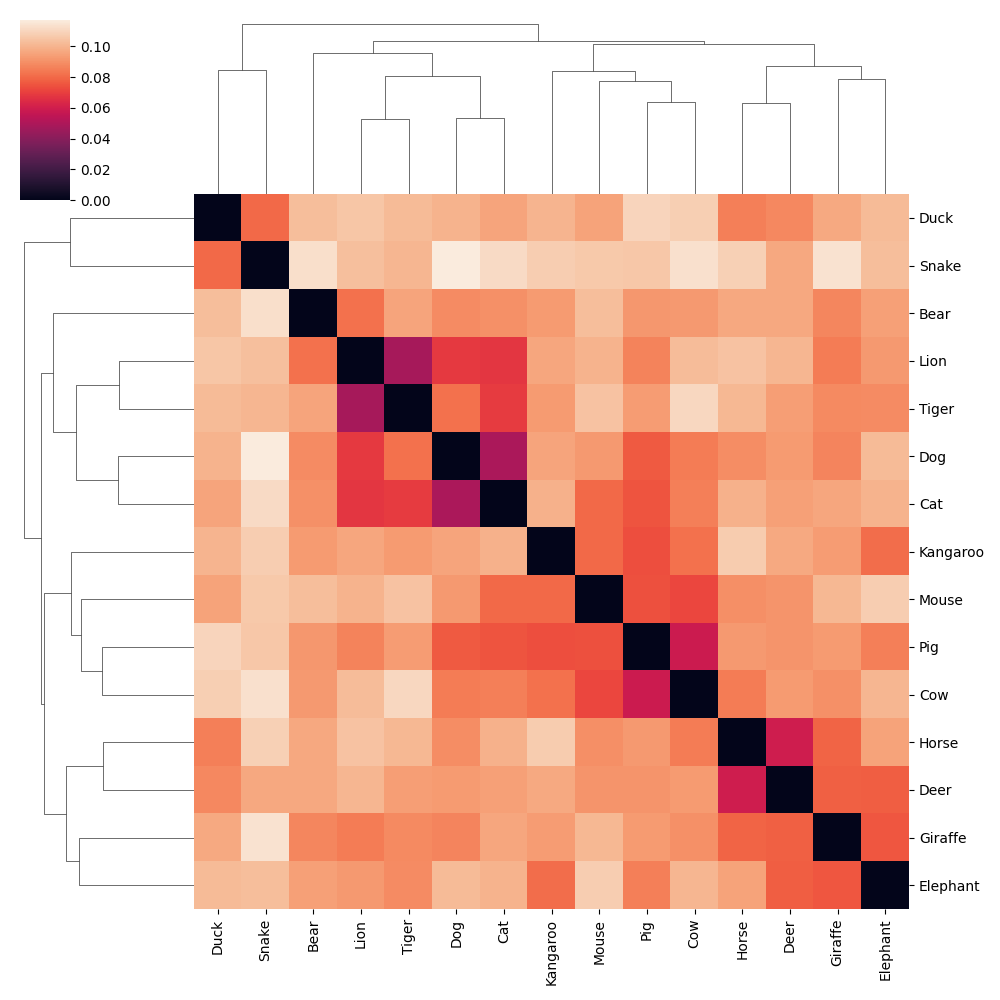 0.10
0.08
0.06
0.04
0.02
0.00
Duck
Snake
Bear
Lion
Tiger
Dog
Cat
Kangaroo
Mouse
Pig
Cow
Horse
Deer
Giraffe
Elephant
Duck
Snake
Bear
Lion
Tiger
Dog
Cat
Kangaroo
Mouse
Pig
Cow
Horse
Deer
Giraffe
Elephant